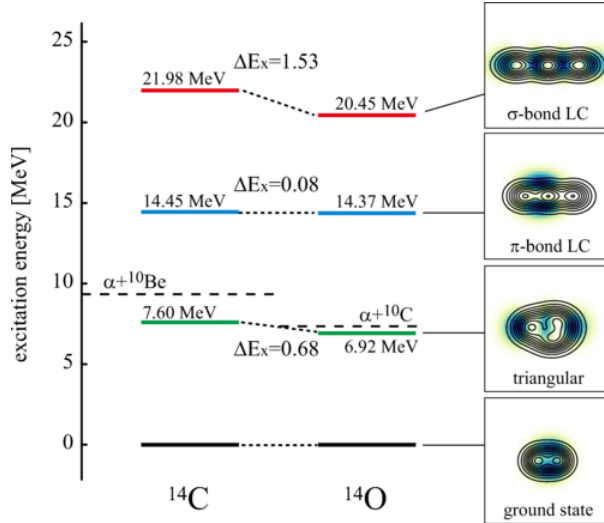 25
20
15
10
5
0
excitation energy [MeV]
21.98 MeV
ΔEx=1.53
20.45 MeV
14.45 MeV
ΔEx=0.08
14.37 MeV
α+¹⁰Be
7.60 MeV
α+¹⁰C
ΔEx=0.68
6.92 MeV
¹⁴C
¹⁴O
σ-bond LC
π-bond LC
triangular
ground state